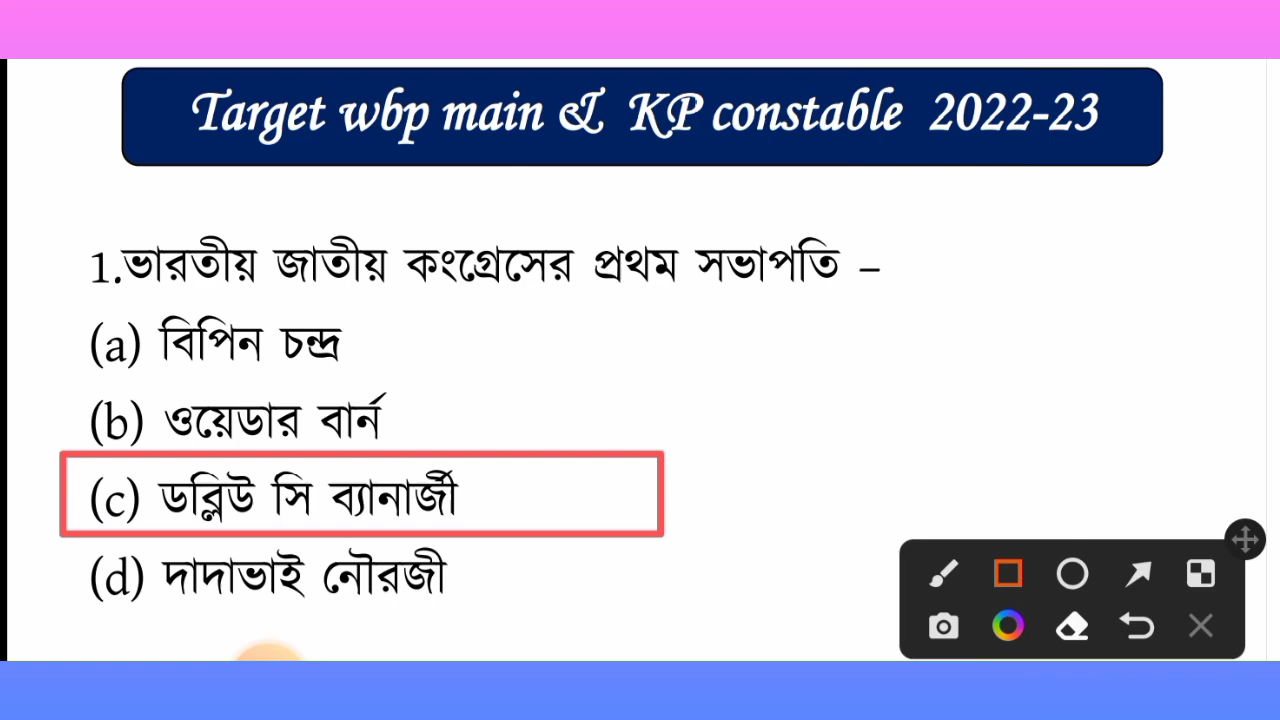 Target wbp main & KP constable 2022-23
1.ভারতীয় জাতীয় কংগ্রেসের প্রথম সভাপতি –
(a) বিপিন চন্দ্র
(b) ওয়েডার বার্ন
(c) ডব্লিউ সি ব্যানার্জী
(d) দাদাভাই নৌরজী